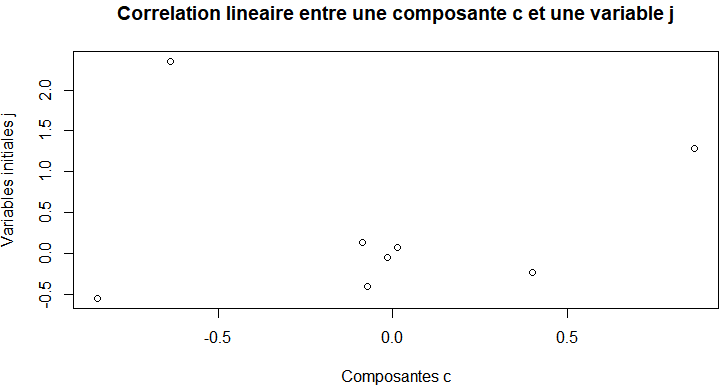 Correlation lineaire entre une composante c et une variable j
Variables initiales j
2.0
1.5
1.0
0.5
0.0
-0.5
-0.5 0.0 0.5
Composantes c